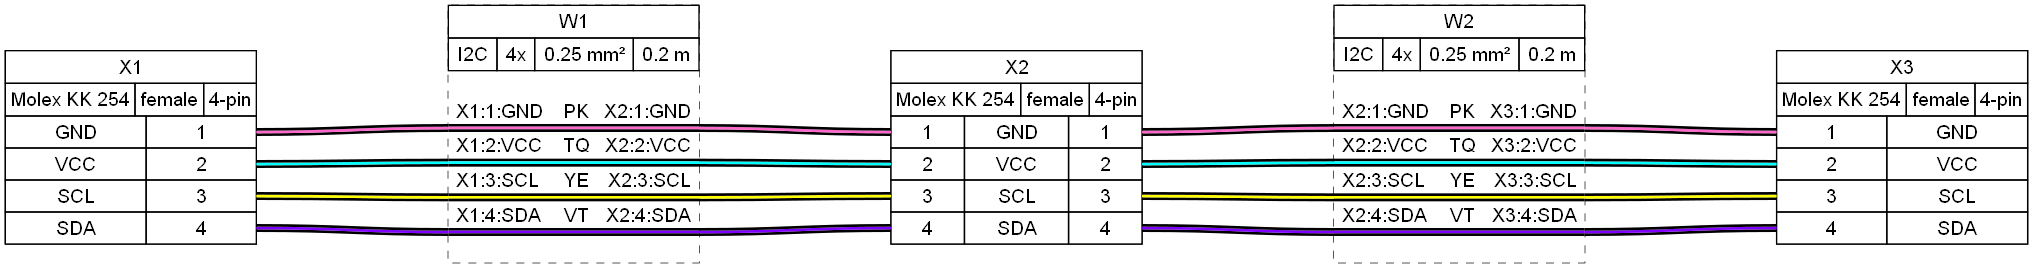 X1
Molex KK 254 female 4-pin
GND 1
VCC 2
SCL 3
SDA 4
W1
I2C 4x 0.25 mm² 0.2 m
X1:1:GND PK X2:1:GND
X1:2:VCC TQ X2:2:VCC
X1:3:SCL YE X2:3:SCL
X1:4:SDA VT X2:4:SDA
X2
Molex KK 254 female 4-pin
1 GND 1
2 VCC 2
3 SCL 3
4 SDA 4
W2
I2C 4x 0.25 mm² 0.2 m
X2:1:GND PK X3:1:GND
X2:2:VCC TQ X3:2:VCC
X2:3:SCL YE X3:3:SCL
X2:4:SDA VT X3:4:SDA
X3
Molex KK 254 female 4-pin
1 GND
2 VCC
3 SCL
4 SDA